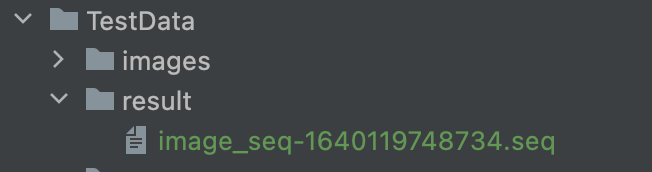 TestData
images
result
image_seq-1640119748734.seq